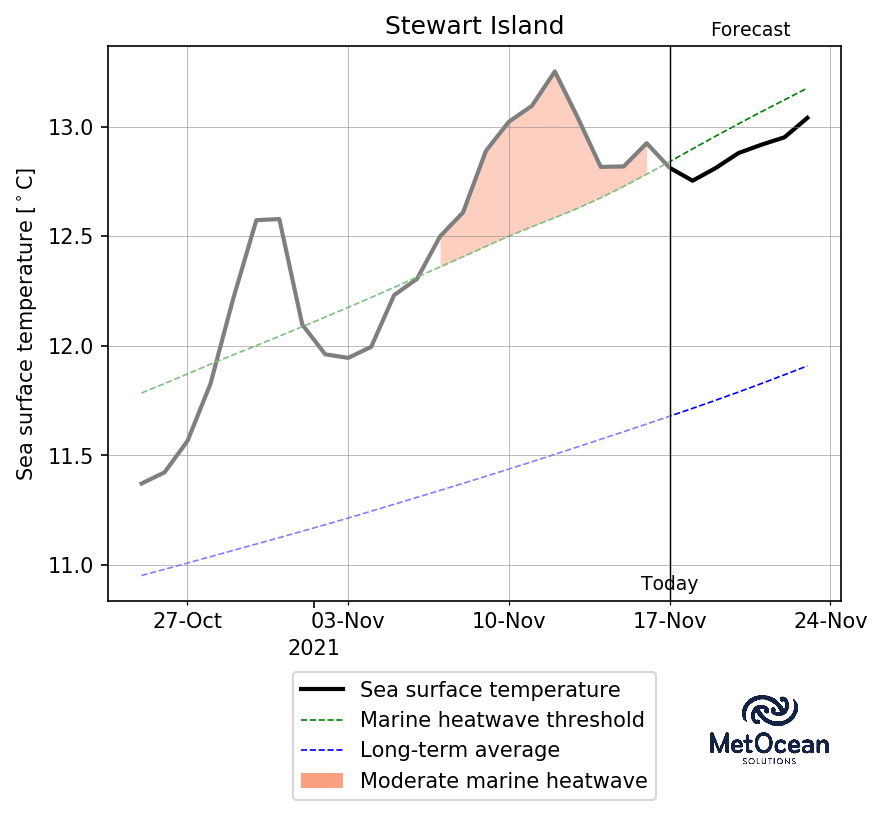 Stewart Island
Forecast
Sea surface temperature [°C]
13.0
12.5
12.0
11.5
11.0
Today
27-Oct
03-Nov
10-Nov
17-Nov
24-Nov
2021
Sea surface temperature
Marine heatwave threshold
Long-term average
Moderate marine heatwave
MetOcean
SOLUTIONS